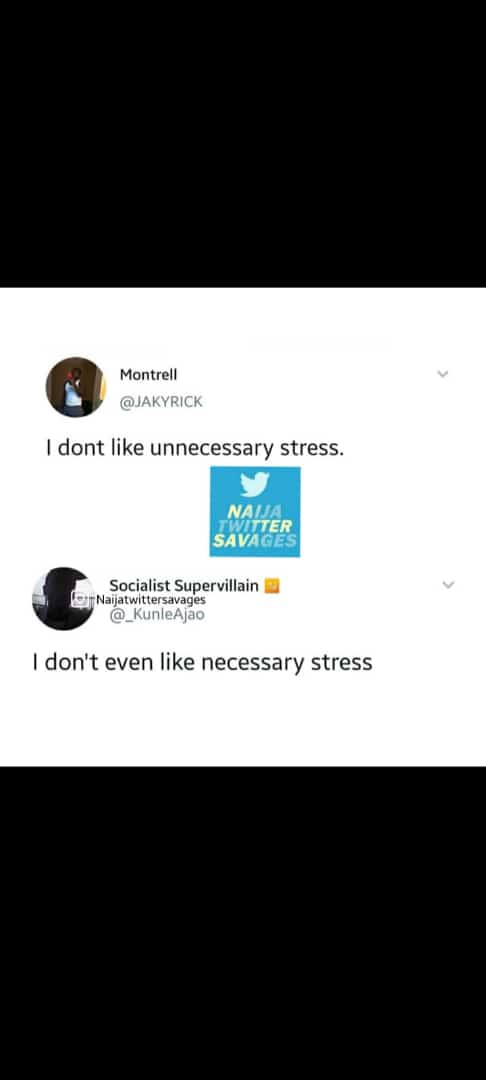 Montrell
@JAKYRICK
I dont like unnecessary stress.
NAIJA
TWITTER
SAVAGES
Socialist Supervillain
Naijatwittersavages
@_KunleAjao
I don't even like necessary stress